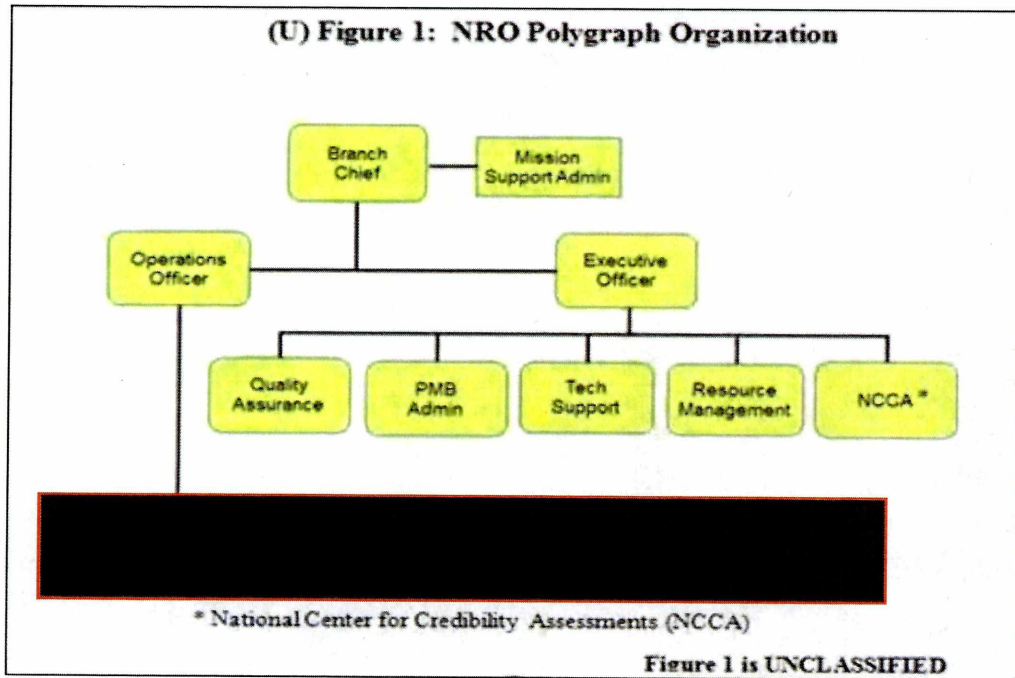 (U) Figure 1: NRO Polygraph Organization
Branch
Chief
Mission
Support Admin
Operations
Officer
Executive
Officer
Quality
Assurance
PMB
Admin
Tech
Support
Resource
Management
NCCA *
* National Center for Credibility Assessments (NCCA)
Figure 1 is UNCLASSIFIED